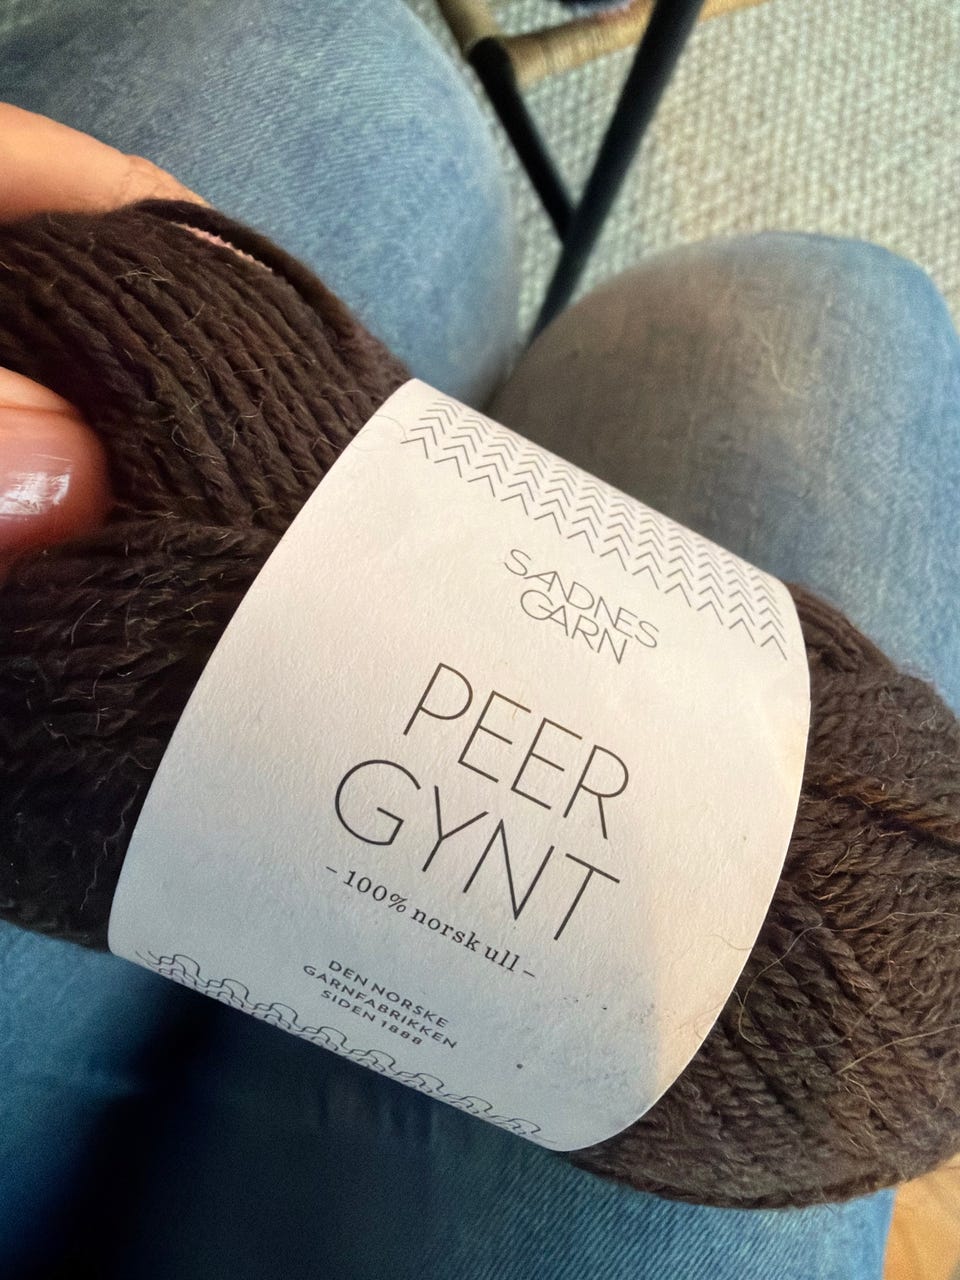 SANDNES
GARN
PEER
GYNT
- 100% norsk ull -
DEN NORSKE
GARNFABRIKKEN
SIDEN 1888